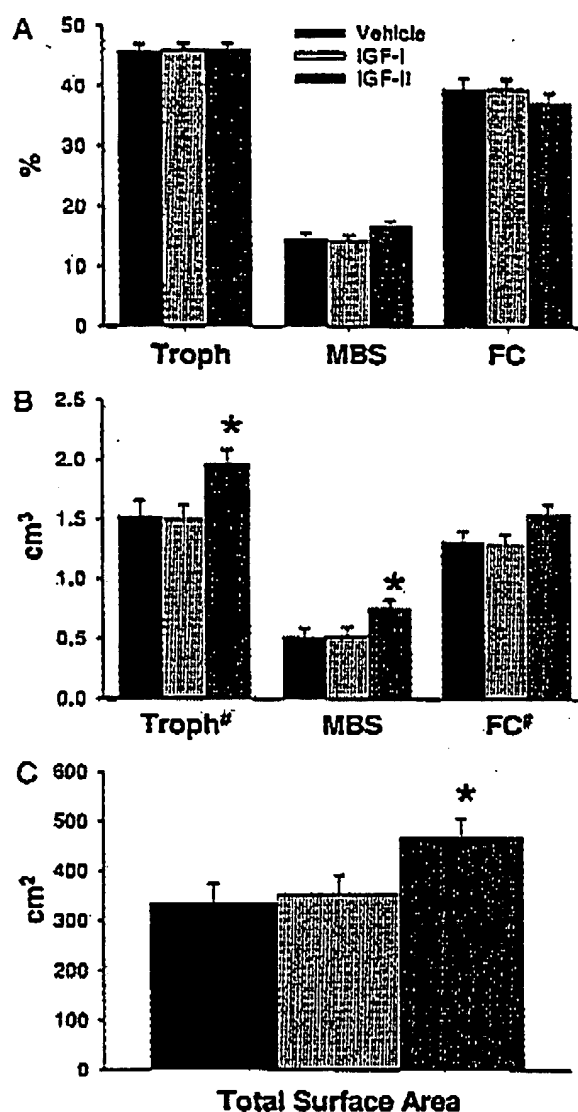 A
50
40
30
20
10
0
%
Vehicle
IGF-I
IGF-II
Troph MBS FC
B
2.5
2.0
1.5
1.0
0.5
0.0
cm³
*
*
Troph# MBS FC#
C
600
500
400
300
200
100
0
cm²
*
Total Surface Area